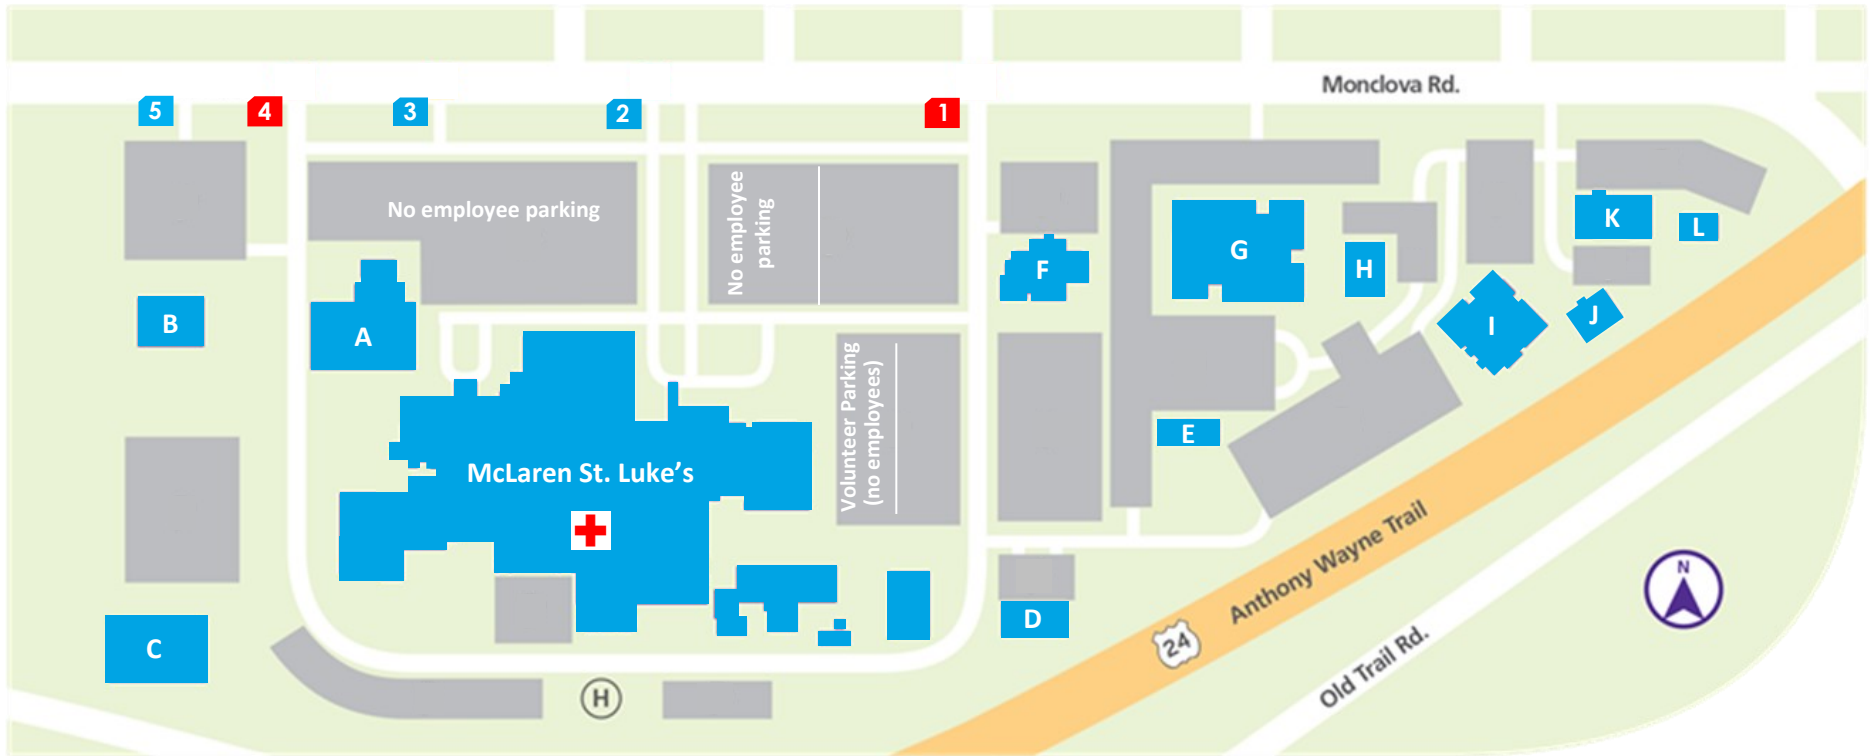 Monclova Rd.
5
4
3
2
1
No employee parking
No employee
parking
K
L
G
F
H
B
A
I
J
Volunteer Parking
(no employees)
E
McLaren St. Luke's
Anthony Wayne Trail
N
D
24
C
Old Trail Rd.
H